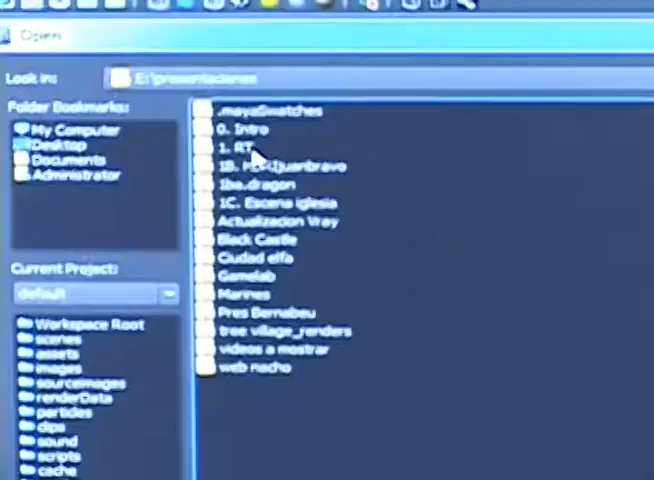 Open
Look in:
E:\presentaciones
Folder Bookmarks:
My Computer
Desktop
Documents
Administrator
Current Project:
default
Workspace Root
scenes
assets
images
sourceimages
renderData
particles
clips
sound
scripts
cache
.mayaSwatches
0. Intro
1. RT
1B.
1ba.dragon
1C. Escena iglesia
Actualizacion Vray
Black Castle
Ciudad elfa
Gamelab
Marines
Pres Bernabeu
tree village_renders
videos a mostrar
web nacho